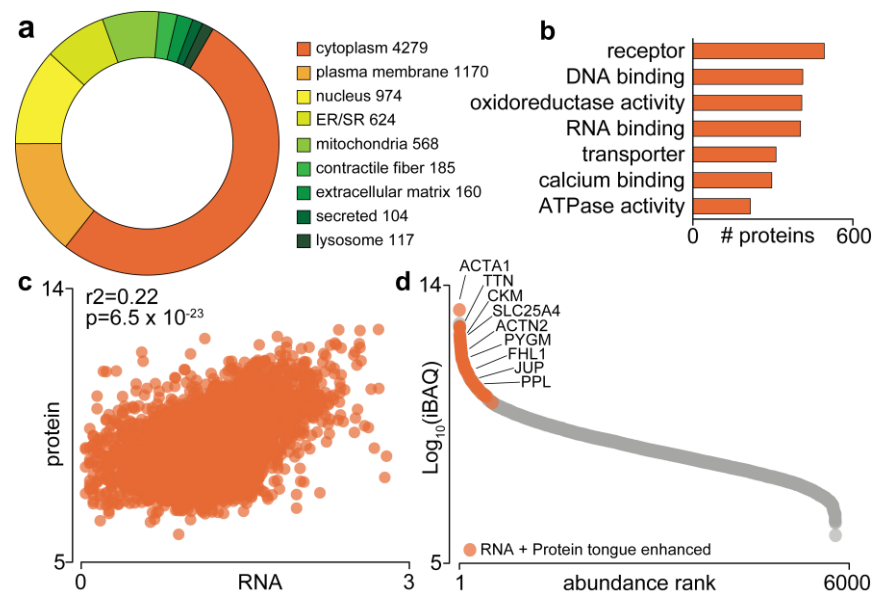 a
cytoplasm 4279
plasma membrane 1170
nucleus 974
ER/SR 624
mitochondria 568
contractile fiber 185
extracellular matrix 160
secreted 104
lysosome 117
b
receptor
DNA binding
oxidoreductase activity
RNA binding
transporter
calcium binding
ATPase activity
0 # proteins 600
c
14
r2=0.22
p=6.5 x 10-23
protein
5
0 RNA 3
d
14
ACTA1
TTN
CKM
SLC25A4
ACTN2
PYGM
FHL1
JUP
PPL
Log10(iBAQ)
RNA + Protein tongue enhanced
5
1 abundance rank 6000